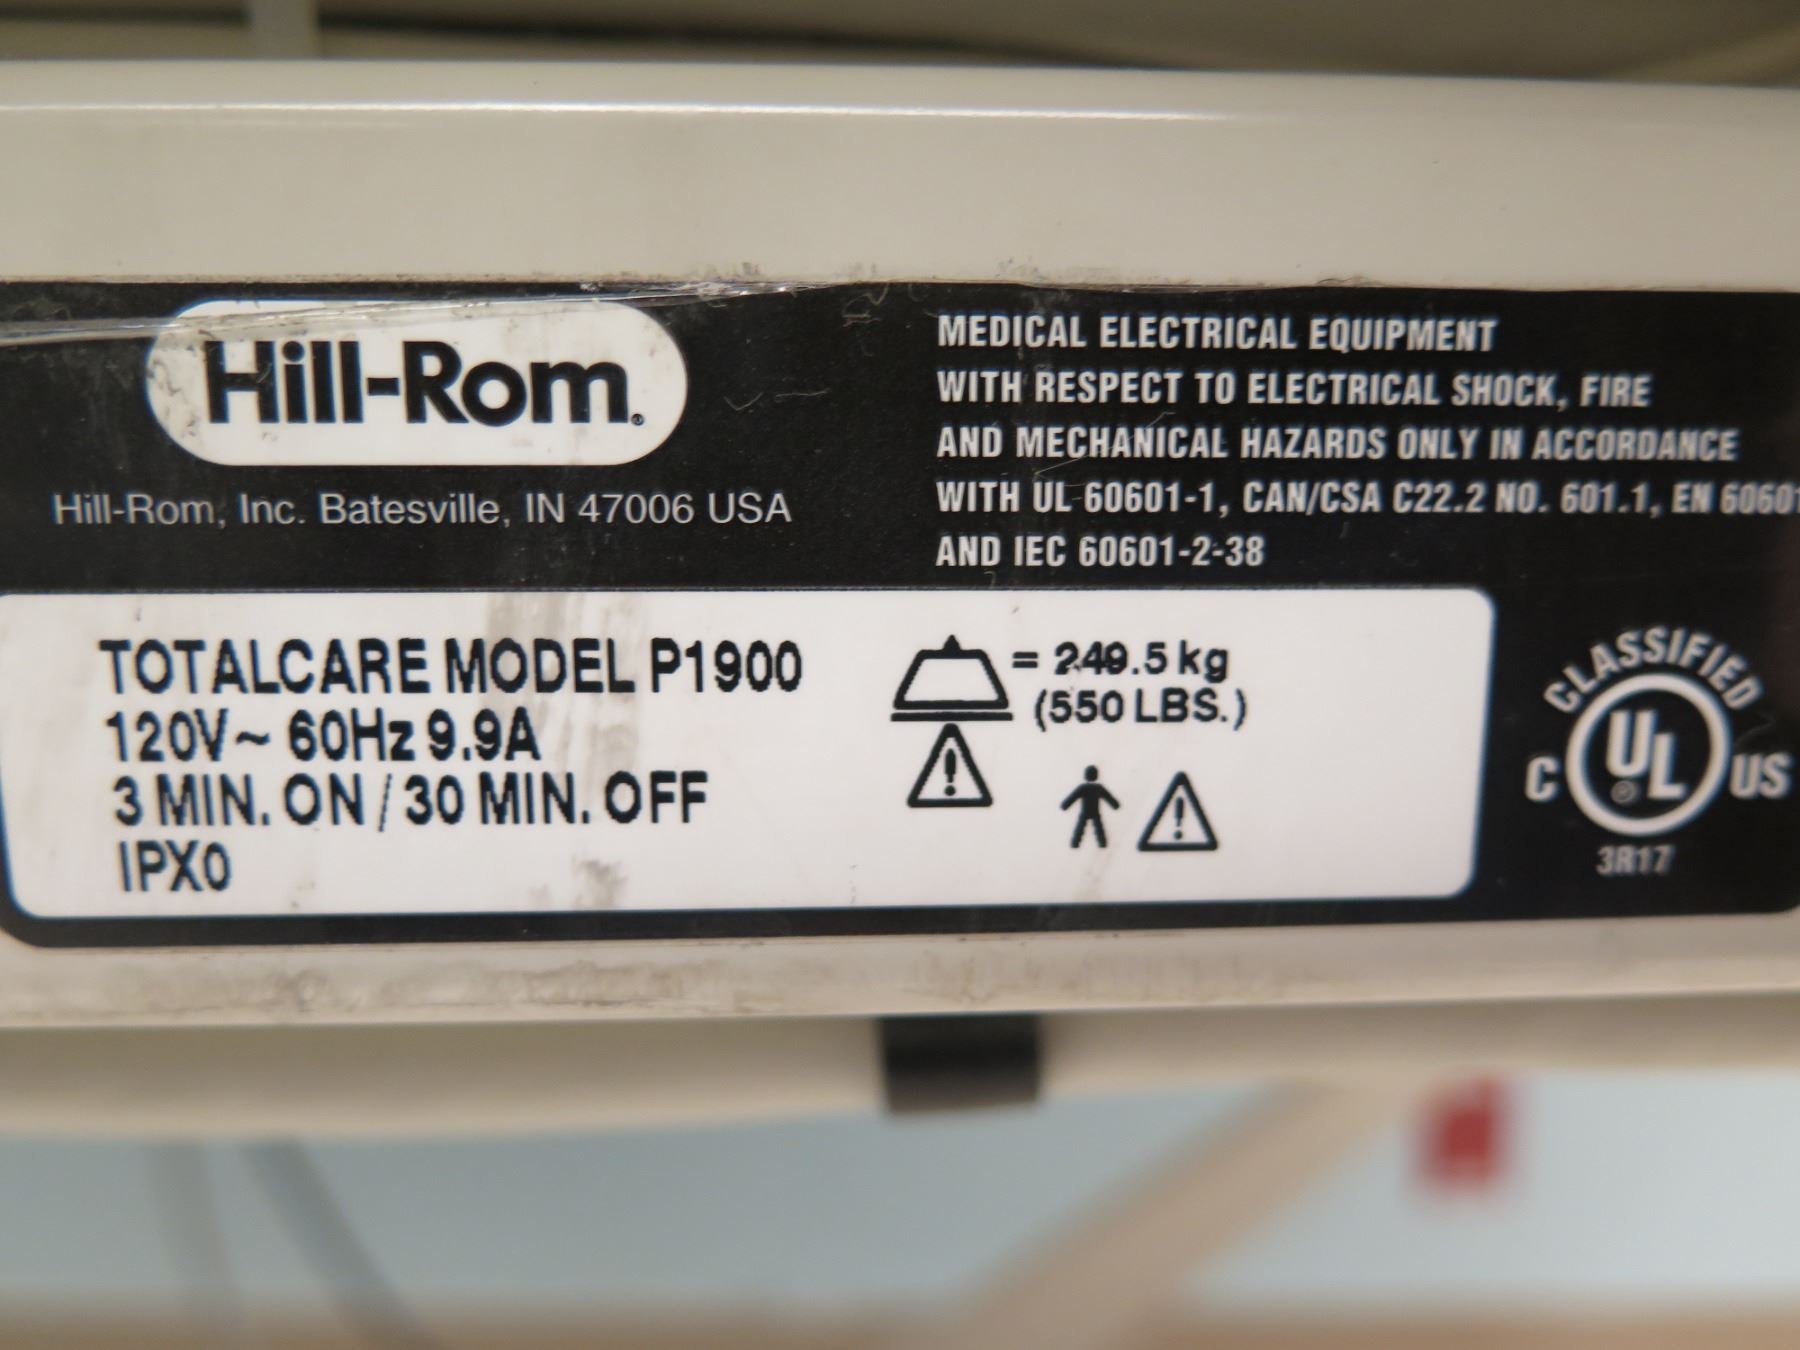 Hill-Rom®
Hill-Rom, Inc. Batesville, IN 47006 USA
MEDICAL ELECTRICAL EQUIPMENT
WITH RESPECT TO ELECTRICAL SHOCK, FIRE
AND MECHANICAL HAZARDS ONLY IN ACCORDANCE
WITH UL 60601-1, CAN/CSA C22.2 NO. 601.1, EN 60601
AND IEC 60601-2-38
TOTALCARE MODEL P1900
120V~ 60Hz 9.9A
3 MIN. ON / 30 MIN. OFF
IPX0
= 249.5 kg
(550 LBS.)
CLASSIFIED
C UL® US
3R17